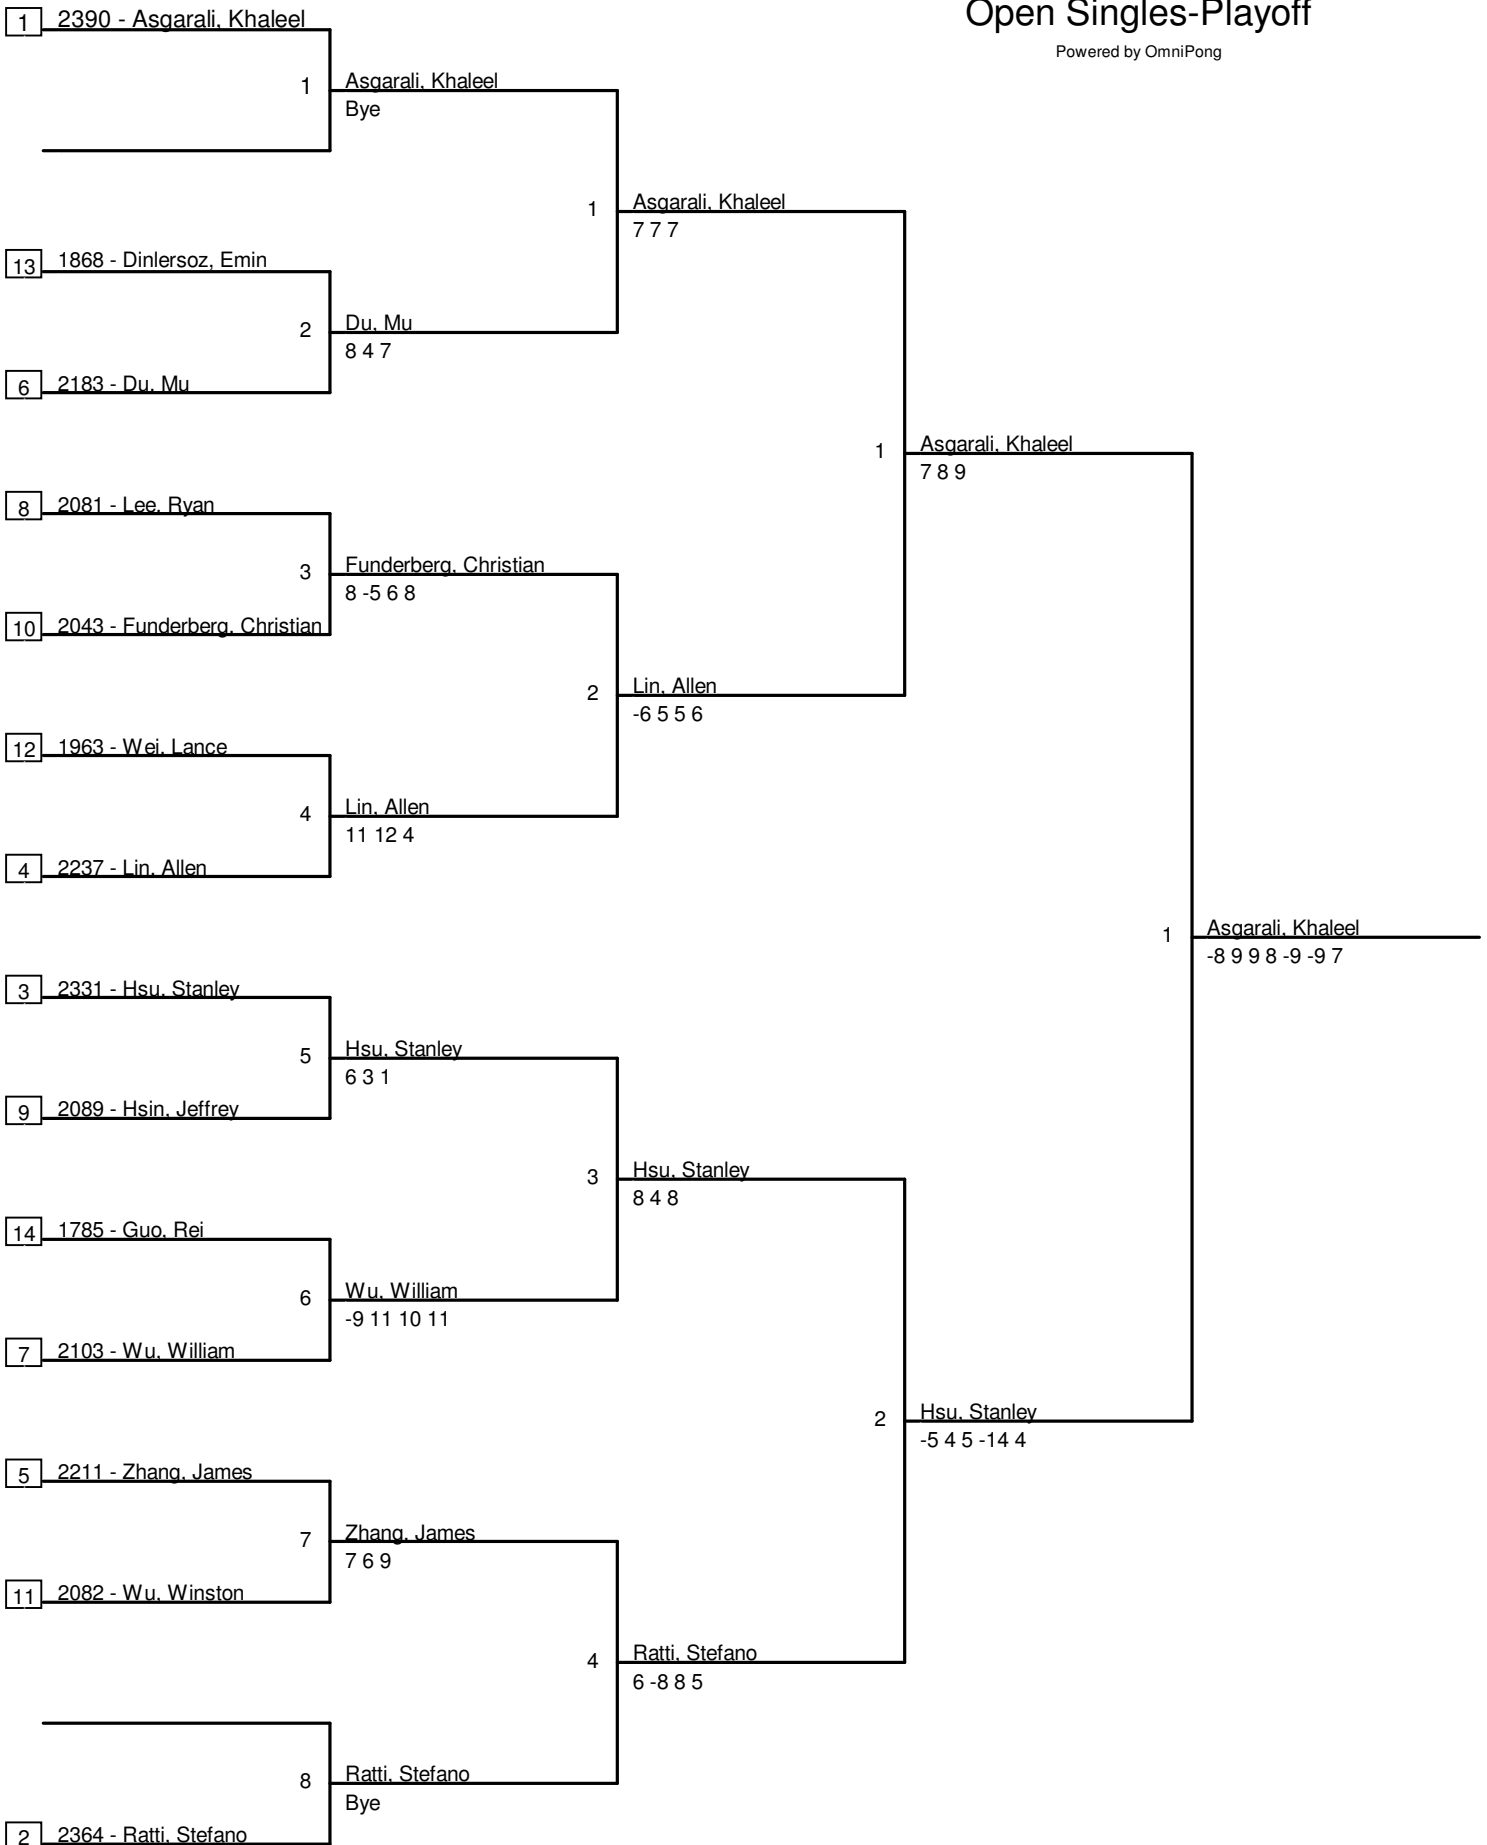 Open Singles-Playoff
Powered by OmniPong
1 2390 - Asgarali, Khaleel
1 Asgarali, Khaleel
Bye
1 Asgarali, Khaleel
7 7 7
13 1868 - Dinlersoz, Emin
2 Du, Mu
8 4 7
6 2183 - Du, Mu
1 Asgarali, Khaleel
7 8 9
8 2081 - Lee, Ryan
3 Funderberg, Christian
8 -5 6 8
10 2043 - Funderberg, Christian
2 Lin, Allen
-6 5 5 6
12 1963 - Wei, Lance
4 Lin, Allen
11 12 4
4 2237 - Lin, Allen
1 Asgarali, Khaleel
-8 9 9 8 -9 -9 7
3 2331 - Hsu, Stanley
5 Hsu, Stanley
6 3 1
9 2089 - Hsin, Jeffrey
3 Hsu, Stanley
8 4 8
14 1785 - Guo, Rei
6 Wu, William
-9 11 10 11
7 2103 - Wu, William
2 Hsu, Stanley
-5 4 5 -14 4
5 2211 - Zhang, James
7 Zhang, James
7 6 9
11 2082 - Wu, Winston
4 Ratti, Stefano
6 -8 8 5
8 Ratti, Stefano
Bye
2 2364 - Ratti, Stefano